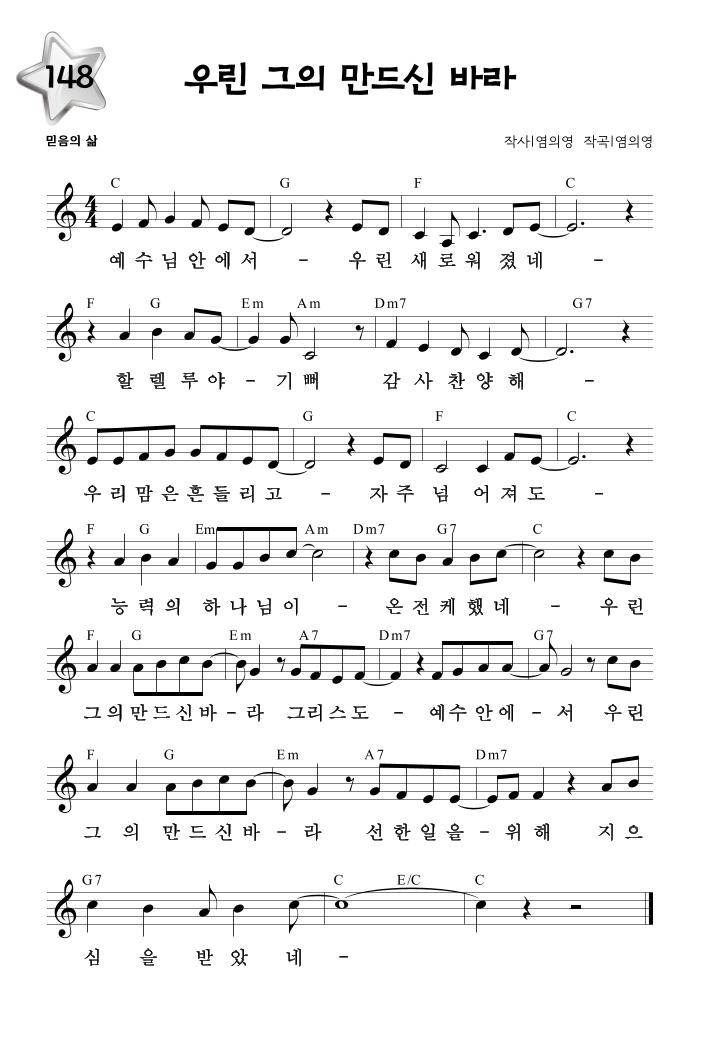 148
우린 그의 만드신 바라
믿음의 삶
작사|염의영 작곡|염의영
C G F C
예 수 님 안 에 서 - 우 린 새 로 워 졌 네 -
F G Em Am Dm7 G7
할 렐 루 야 - 기 뻐 감 사 찬 양 해 -
C G F C
우 리 맘 은 흔 들 리 고 - 자 주 넘 어 져 도 -
F G Em Am Dm7 G7 C
능 력 의 하 나 님 이 - 온 전 케 했 네 - 우 린
F G Em A7 Dm7 G7
그 의 만 드 신 바 - 라 그 리 스 도 - 예 수 안 에 - 서 우 린
F G Em A7 Dm7
그 의 만 드 신 바 - 라 선 한 일 을 - 위 해 지 으
G7 C E/C C
심 을 받 았 네 -